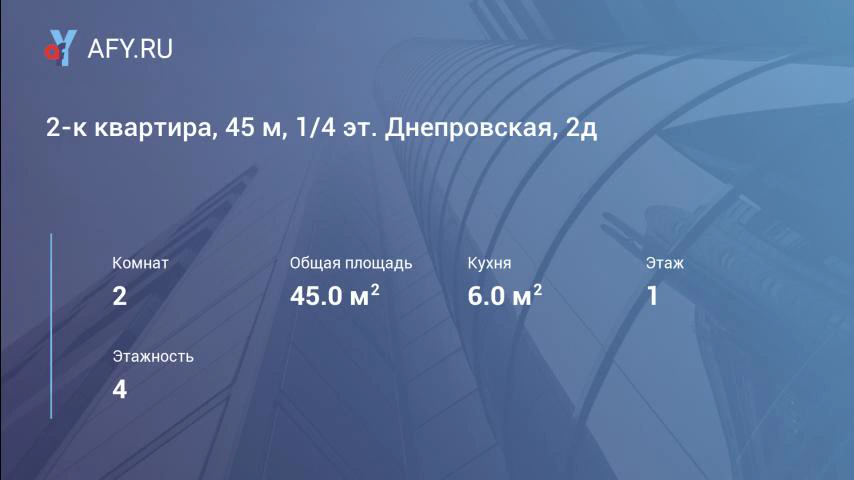 AFY.RU
2-к квартира, 45 м, 1/4 эт. Днепровская, 2д
Комнат
2
Общая площадь
45.0 м²
Кухня
6.0 м²
Этаж
1
Этажность
4